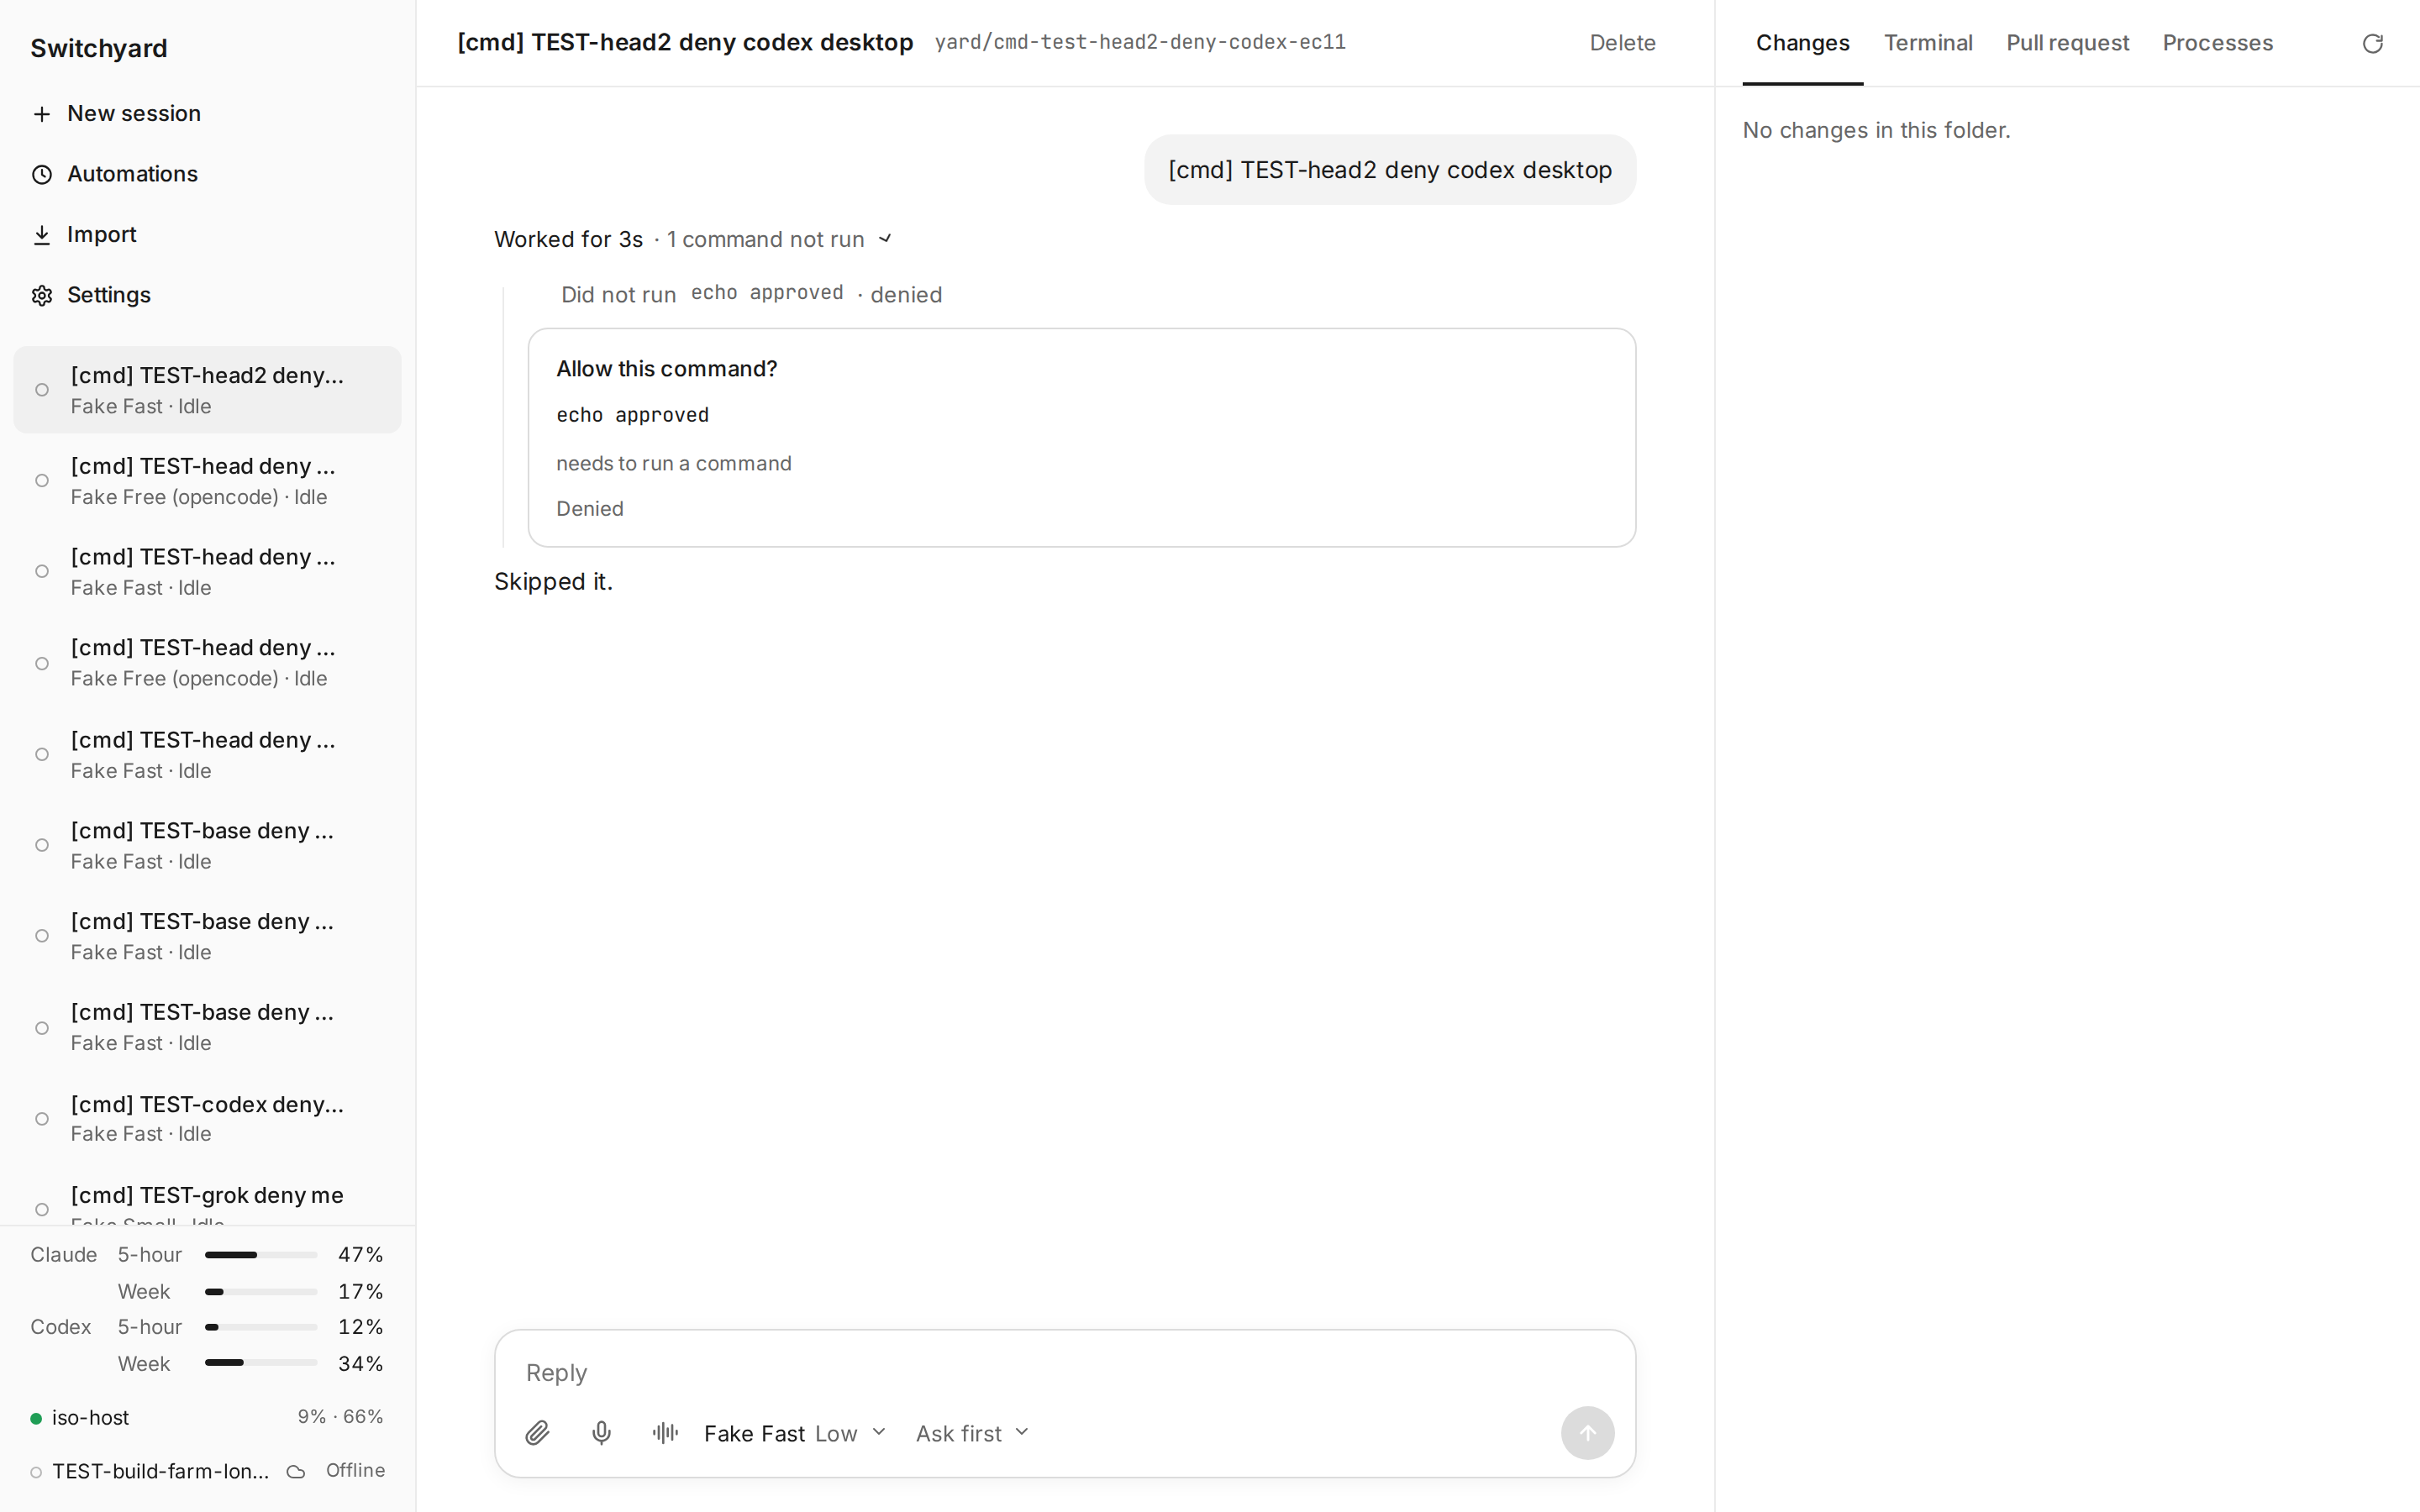 Switchyard
New session
Automations
Import
Settings
[cmd] TEST-head2 deny...
Fake Fast · Idle
[cmd] TEST-head deny ...
Fake Free (opencode) · Idle
[cmd] TEST-head deny ...
Fake Fast · Idle
[cmd] TEST-head deny ...
Fake Free (opencode) · Idle
[cmd] TEST-head deny ...
Fake Fast · Idle
[cmd] TEST-base deny ...
Fake Fast · Idle
[cmd] TEST-base deny ...
Fake Fast · Idle
[cmd] TEST-base deny ...
Fake Fast · Idle
[cmd] TEST-codex deny...
Fake Fast · Idle
[cmd] TEST-grok deny me
Fake Small · Idle
Claude 5-hour 47%
Week 17%
Codex 5-hour 12%
Week 34%
iso-host 9% · 66%
TEST-build-farm-lon... Offline
[cmd] TEST-head2 deny codex desktop yard/cmd-test-head2-deny-codex-ec11 Delete
[cmd] TEST-head2 deny codex desktop
Worked for 3s · 1 command not run
Did not run echo approved · denied
Allow this command?
echo approved
needs to run a command
Denied
Skipped it.
Reply
Fake Fast Low Ask first
Changes Terminal Pull request Processes
No changes in this folder.